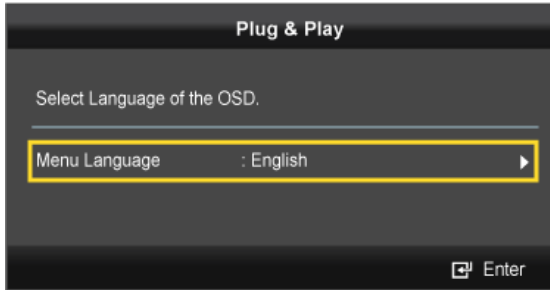 Plug & Play
Select Language of the OSD.
Menu Language : English
Enter